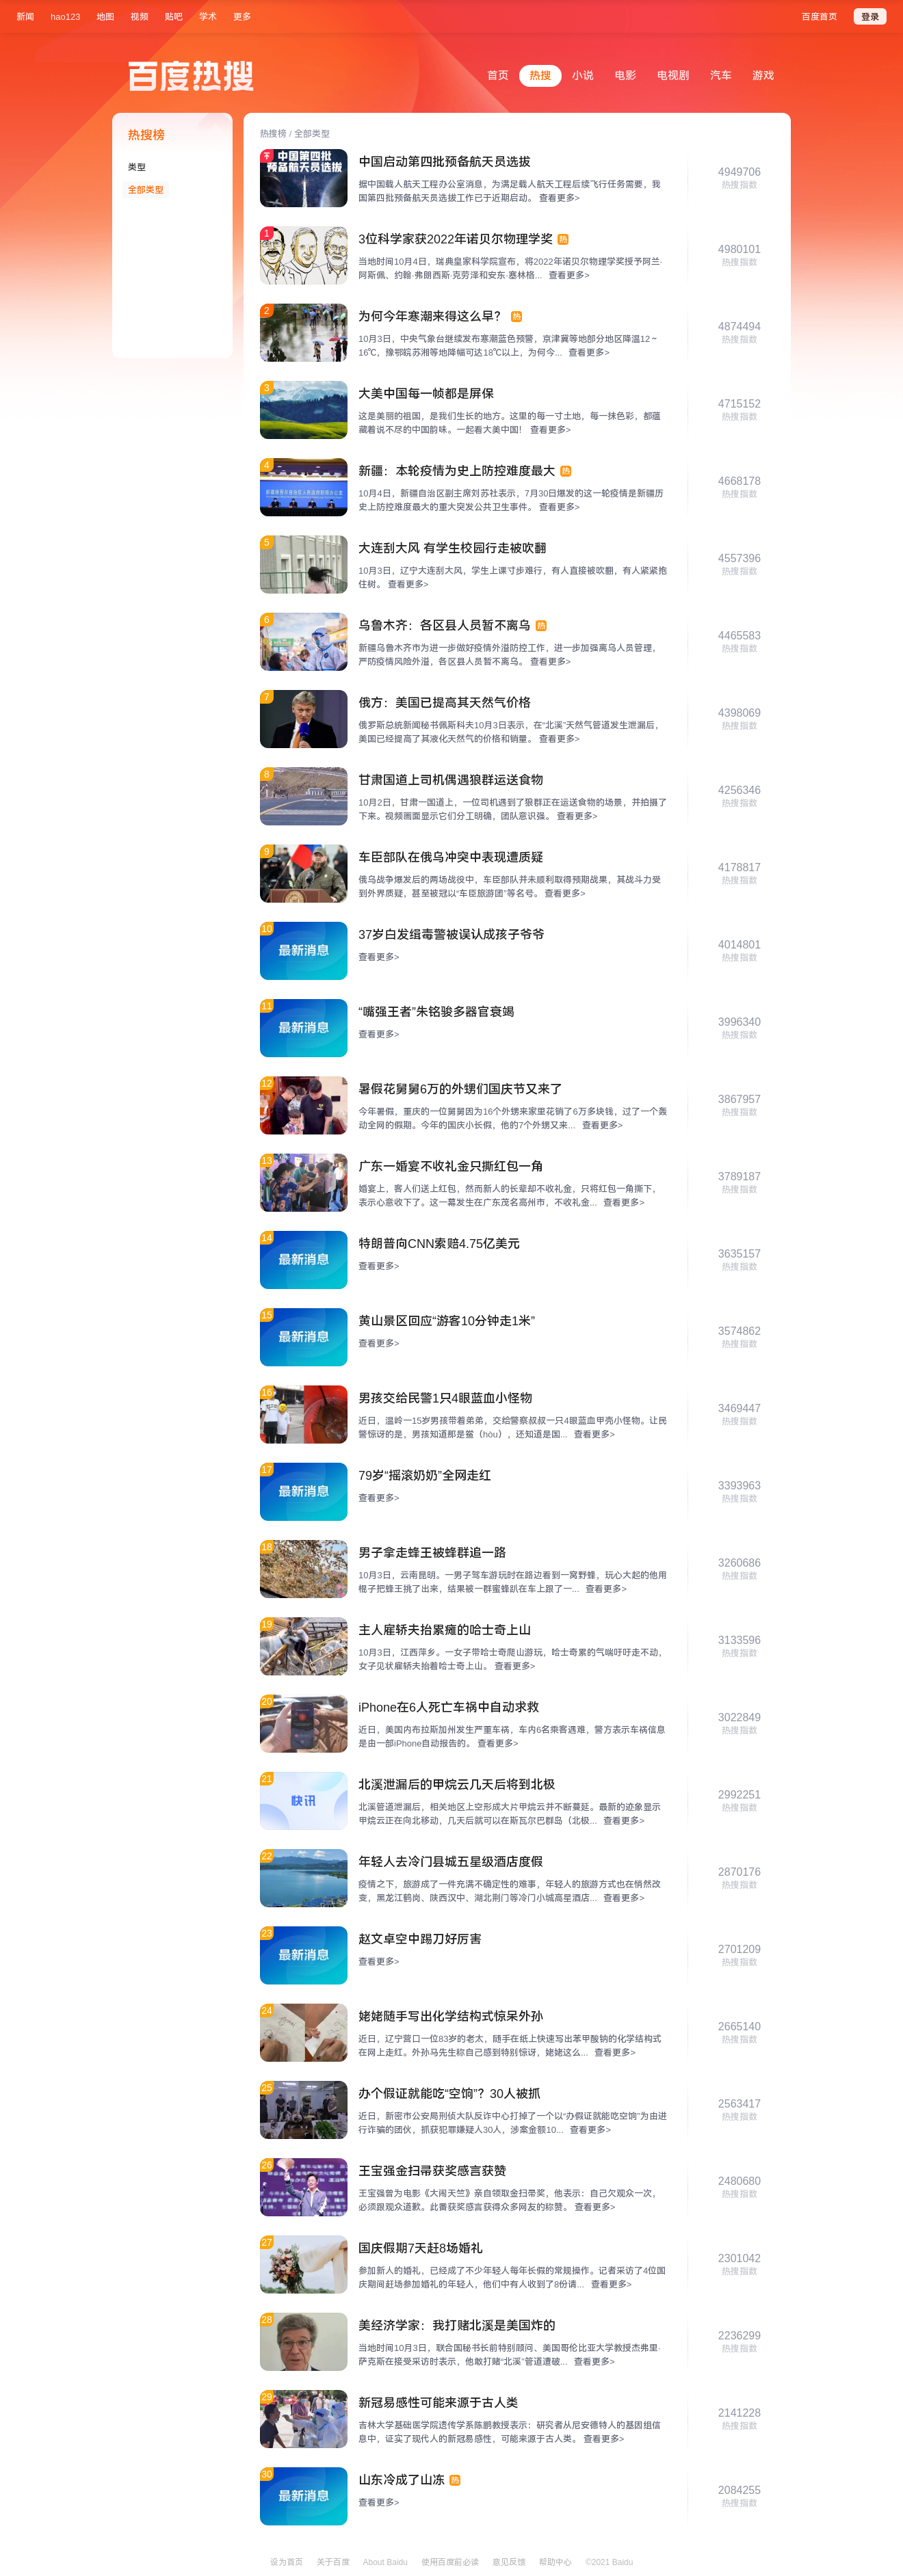 新闻
hao123
地图
视频
贴吧
学术
更多
百度首页
登录
百度热搜
首页
热搜
小说
电影
电视剧
汽车
游戏
热搜榜
类型
全部类型
热搜榜 / 全部类型
中国第四批
航天员选拔
中国启动第四批预备航天员选拔
据中国载人航天工程办公室消息，为满足载人航天工程后续飞行任务需要，我
国第四批预备航天员选拔工作已于近期启动。 查看更多>
4949706
热搜指数
1
3位科学家获2022年诺贝尔物理学奖 热
当地时间10月4日，瑞典皇家科学院宣布，将2022年诺贝尔物理学奖授予阿兰·
阿斯佩、约翰·弗朗西斯·克劳泽和安东·塞林格... 查看更多>
4980101
热搜指数
2
为何今年寒潮来得这么早？ 热
10月3日，中央气象台继续发布寒潮蓝色预警，京津冀等地部分地区降温12～
16℃，豫鄂皖苏湘等地降幅可达18℃以上，为何今... 查看更多>
4874494
热搜指数
3
大美中国每一帧都是屏保
这是美丽的祖国，是我们生长的地方。这里的每一寸土地，每一抹色彩，都蕴
藏着说不尽的中国韵味。一起看大美中国！ 查看更多>
4715152
热搜指数
4
新疆：本轮疫情为史上防控难度最大 热
10月4日，新疆自治区副主席刘苏社表示，7月30日爆发的这一轮疫情是新疆历
史上防控难度最大的重大突发公共卫生事件。 查看更多>
4668178
热搜指数
5
大连刮大风 有学生校园行走被吹翻
10月3日，辽宁大连刮大风，学生上课寸步难行，有人直接被吹翻，有人紧紧抱
住树。 查看更多>
4557396
热搜指数
6
乌鲁木齐：各区县人员暂不离乌 热
新疆乌鲁木齐市为进一步做好疫情外溢防控工作，进一步加强离乌人员管理，
严防疫情风险外溢，各区县人员暂不离乌。 查看更多>
4465583
热搜指数
7
俄方：美国已提高其天然气价格
俄罗斯总统新闻秘书佩斯科夫10月3日表示，在“北溪”天然气管道发生泄漏后，
美国已经提高了其液化天然气的价格和销量。 查看更多>
4398069
热搜指数
8
甘肃国道上司机偶遇狼群运送食物
10月2日，甘肃一国道上，一位司机遇到了狼群正在运送食物的场景，并拍摄了
下来。视频画面显示它们分工明确，团队意识强。 查看更多>
4256346
热搜指数
9
车臣部队在俄乌冲突中表现遭质疑
俄乌战争爆发后的两场战役中，车臣部队并未顺利取得预期战果，其战斗力受
到外界质疑，甚至被冠以“车臣旅游团”等名号。 查看更多>
4178817
热搜指数
10
最新消息
37岁白发缉毒警被误认成孩子爷爷
查看更多>
4014801
热搜指数
11
最新消息
“嘴强王者”朱铭骏多器官衰竭
查看更多>
3996340
热搜指数
12
暑假花舅舅6万的外甥们国庆节又来了
今年暑假，重庆的一位舅舅因为16个外甥来家里花销了6万多块钱，过了一个轰
动全网的假期。今年的国庆小长假，他的7个外甥又来... 查看更多>
3867957
热搜指数
13
广东一婚宴不收礼金只撕红包一角
婚宴上，客人们送上红包，然而新人的长辈却不收礼金，只将红包一角撕下，
表示心意收下了。这一幕发生在广东茂名高州市，不收礼金... 查看更多>
3789187
热搜指数
14
最新消息
特朗普向CNN索赔4.75亿美元
查看更多>
3635157
热搜指数
15
最新消息
黄山景区回应“游客10分钟走1米”
查看更多>
3574862
热搜指数
16
男孩交给民警1只4眼蓝血小怪物
近日，温岭一15岁男孩带着弟弟，交给警察叔叔一只4眼蓝血甲壳小怪物。让民
警惊讶的是，男孩知道那是鲎（hòu），还知道是国... 查看更多>
3469447
热搜指数
17
最新消息
79岁“摇滚奶奶”全网走红
查看更多>
3393963
热搜指数
18
男子拿走蜂王被蜂群追一路
10月3日，云南昆明。一男子驾车游玩时在路边看到一窝野蜂，玩心大起的他用
棍子把蜂王挑了出来，结果被一群蜜蜂趴在车上跟了一... 查看更多>
3260686
热搜指数
19
主人雇轿夫抬累瘫的哈士奇上山
10月3日，江西萍乡。一女子带哈士奇爬山游玩，哈士奇累的气喘吁吁走不动，
女子见状雇轿夫抬着哈士奇上山。 查看更多>
3133596
热搜指数
20
iPhone在6人死亡车祸中自动求救
近日，美国内布拉斯加州发生严重车祸，车内6名乘客遇难，警方表示车祸信息
是由一部iPhone自动报告的。 查看更多>
3022849
热搜指数
21
快讯
北溪泄漏后的甲烷云几天后将到北极
北溪管道泄漏后，相关地区上空形成大片甲烷云并不断蔓延。最新的迹象显示
甲烷云正在向北移动，几天后就可以在斯瓦尔巴群岛（北极... 查看更多>
2992251
热搜指数
22
年轻人去冷门县城五星级酒店度假
疫情之下，旅游成了一件充满不确定性的难事，年轻人的旅游方式也在悄然改
变，黑龙江鹤岗、陕西汉中、湖北荆门等冷门小城高星酒店... 查看更多>
2870176
热搜指数
23
最新消息
赵文卓空中踢刀好厉害
查看更多>
2701209
热搜指数
24
姥姥随手写出化学结构式惊呆外孙
近日，辽宁营口一位83岁的老太，随手在纸上快速写出苯甲酸钠的化学结构式
在网上走红。外孙马先生称自己感到特别惊讶，姥姥这么... 查看更多>
2665140
热搜指数
25
办个假证就能吃“空饷”？30人被抓
近日，新密市公安局刑侦大队反诈中心打掉了一个以“办假证就能吃空饷”为由进
行诈骗的团伙，抓获犯罪嫌疑人30人，涉案金额10... 查看更多>
2563417
热搜指数
26
王宝强金扫帚获奖感言获赞
王宝强曾为电影《大闹天竺》亲自领取金扫帚奖，他表示：自己欠观众一次，
必须跟观众道歉。此番获奖感言获得众多网友的称赞。 查看更多>
2480680
热搜指数
27
国庆假期7天赶8场婚礼
参加新人的婚礼，已经成了不少年轻人每年长假的常规操作。记者采访了4位国
庆期间赶场参加婚礼的年轻人，他们中有人收到了8份请... 查看更多>
2301042
热搜指数
28
美经济学家：我打赌北溪是美国炸的
当地时间10月3日，联合国秘书长前特别顾问、美国哥伦比亚大学教授杰弗里·
萨克斯在接受采访时表示，他敢打赌“北溪”管道遭破... 查看更多>
2236299
热搜指数
29
新冠易感性可能来源于古人类
吉林大学基础医学院遗传学系陈鹏教授表示：研究者从尼安德特人的基因组信
息中，证实了现代人的新冠易感性，可能来源于古人类。 查看更多>
2141228
热搜指数
30
最新消息
山东冷成了山冻 热
查看更多>
2084255
热搜指数
设为首页
关于百度
About Baidu
使用百度前必读
意见反馈
帮助中心
©2021 Baidu